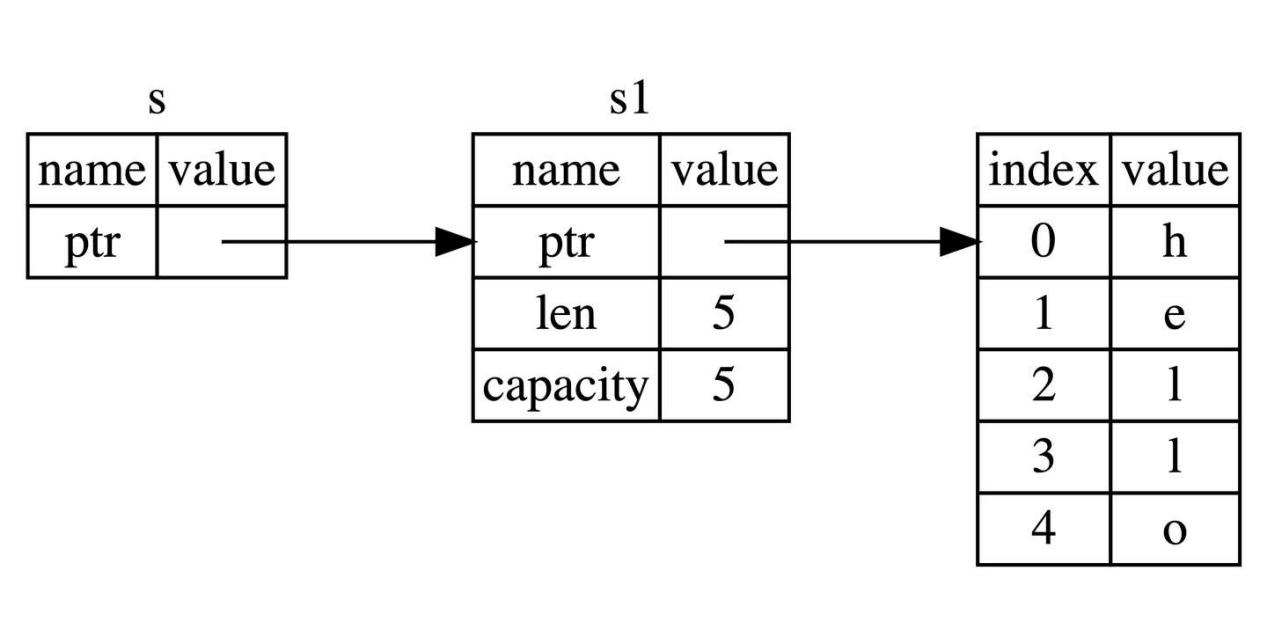 s
name value
ptr
s1
name value
ptr
len 5
capacity 5
index value
0 h
1 e
2 l
3 l
4 o